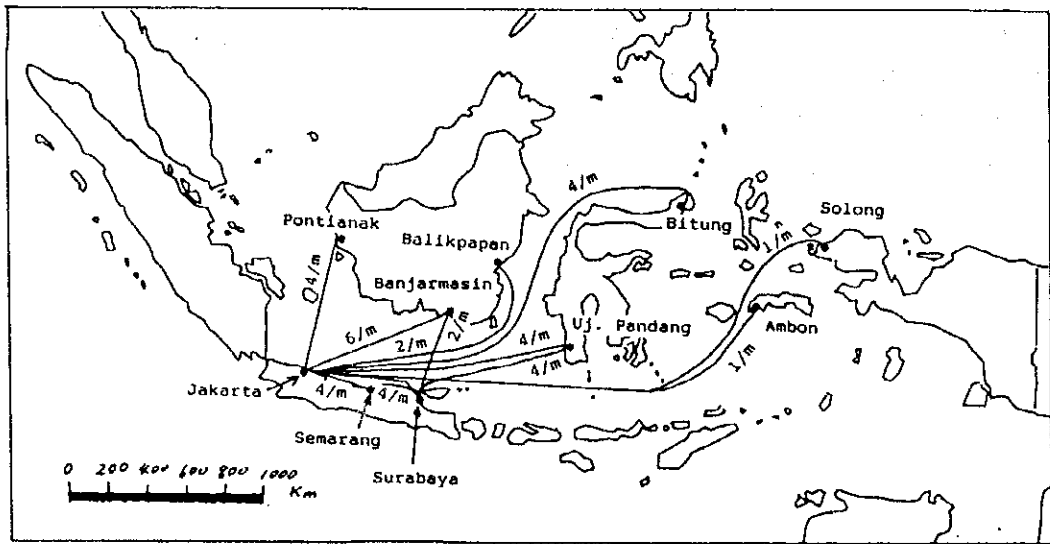 4/m
Solong
Pontianak
Bitung
1/m
Balikpapan
4/m
Banjarmasin
2/m
Uj. Pandang
Ambon
6/m
2/m
4/m
4/m
1/m
Jakarta
4/m
4/m
Semarang
Surabaya
0 200 400 600 800 1000
Km